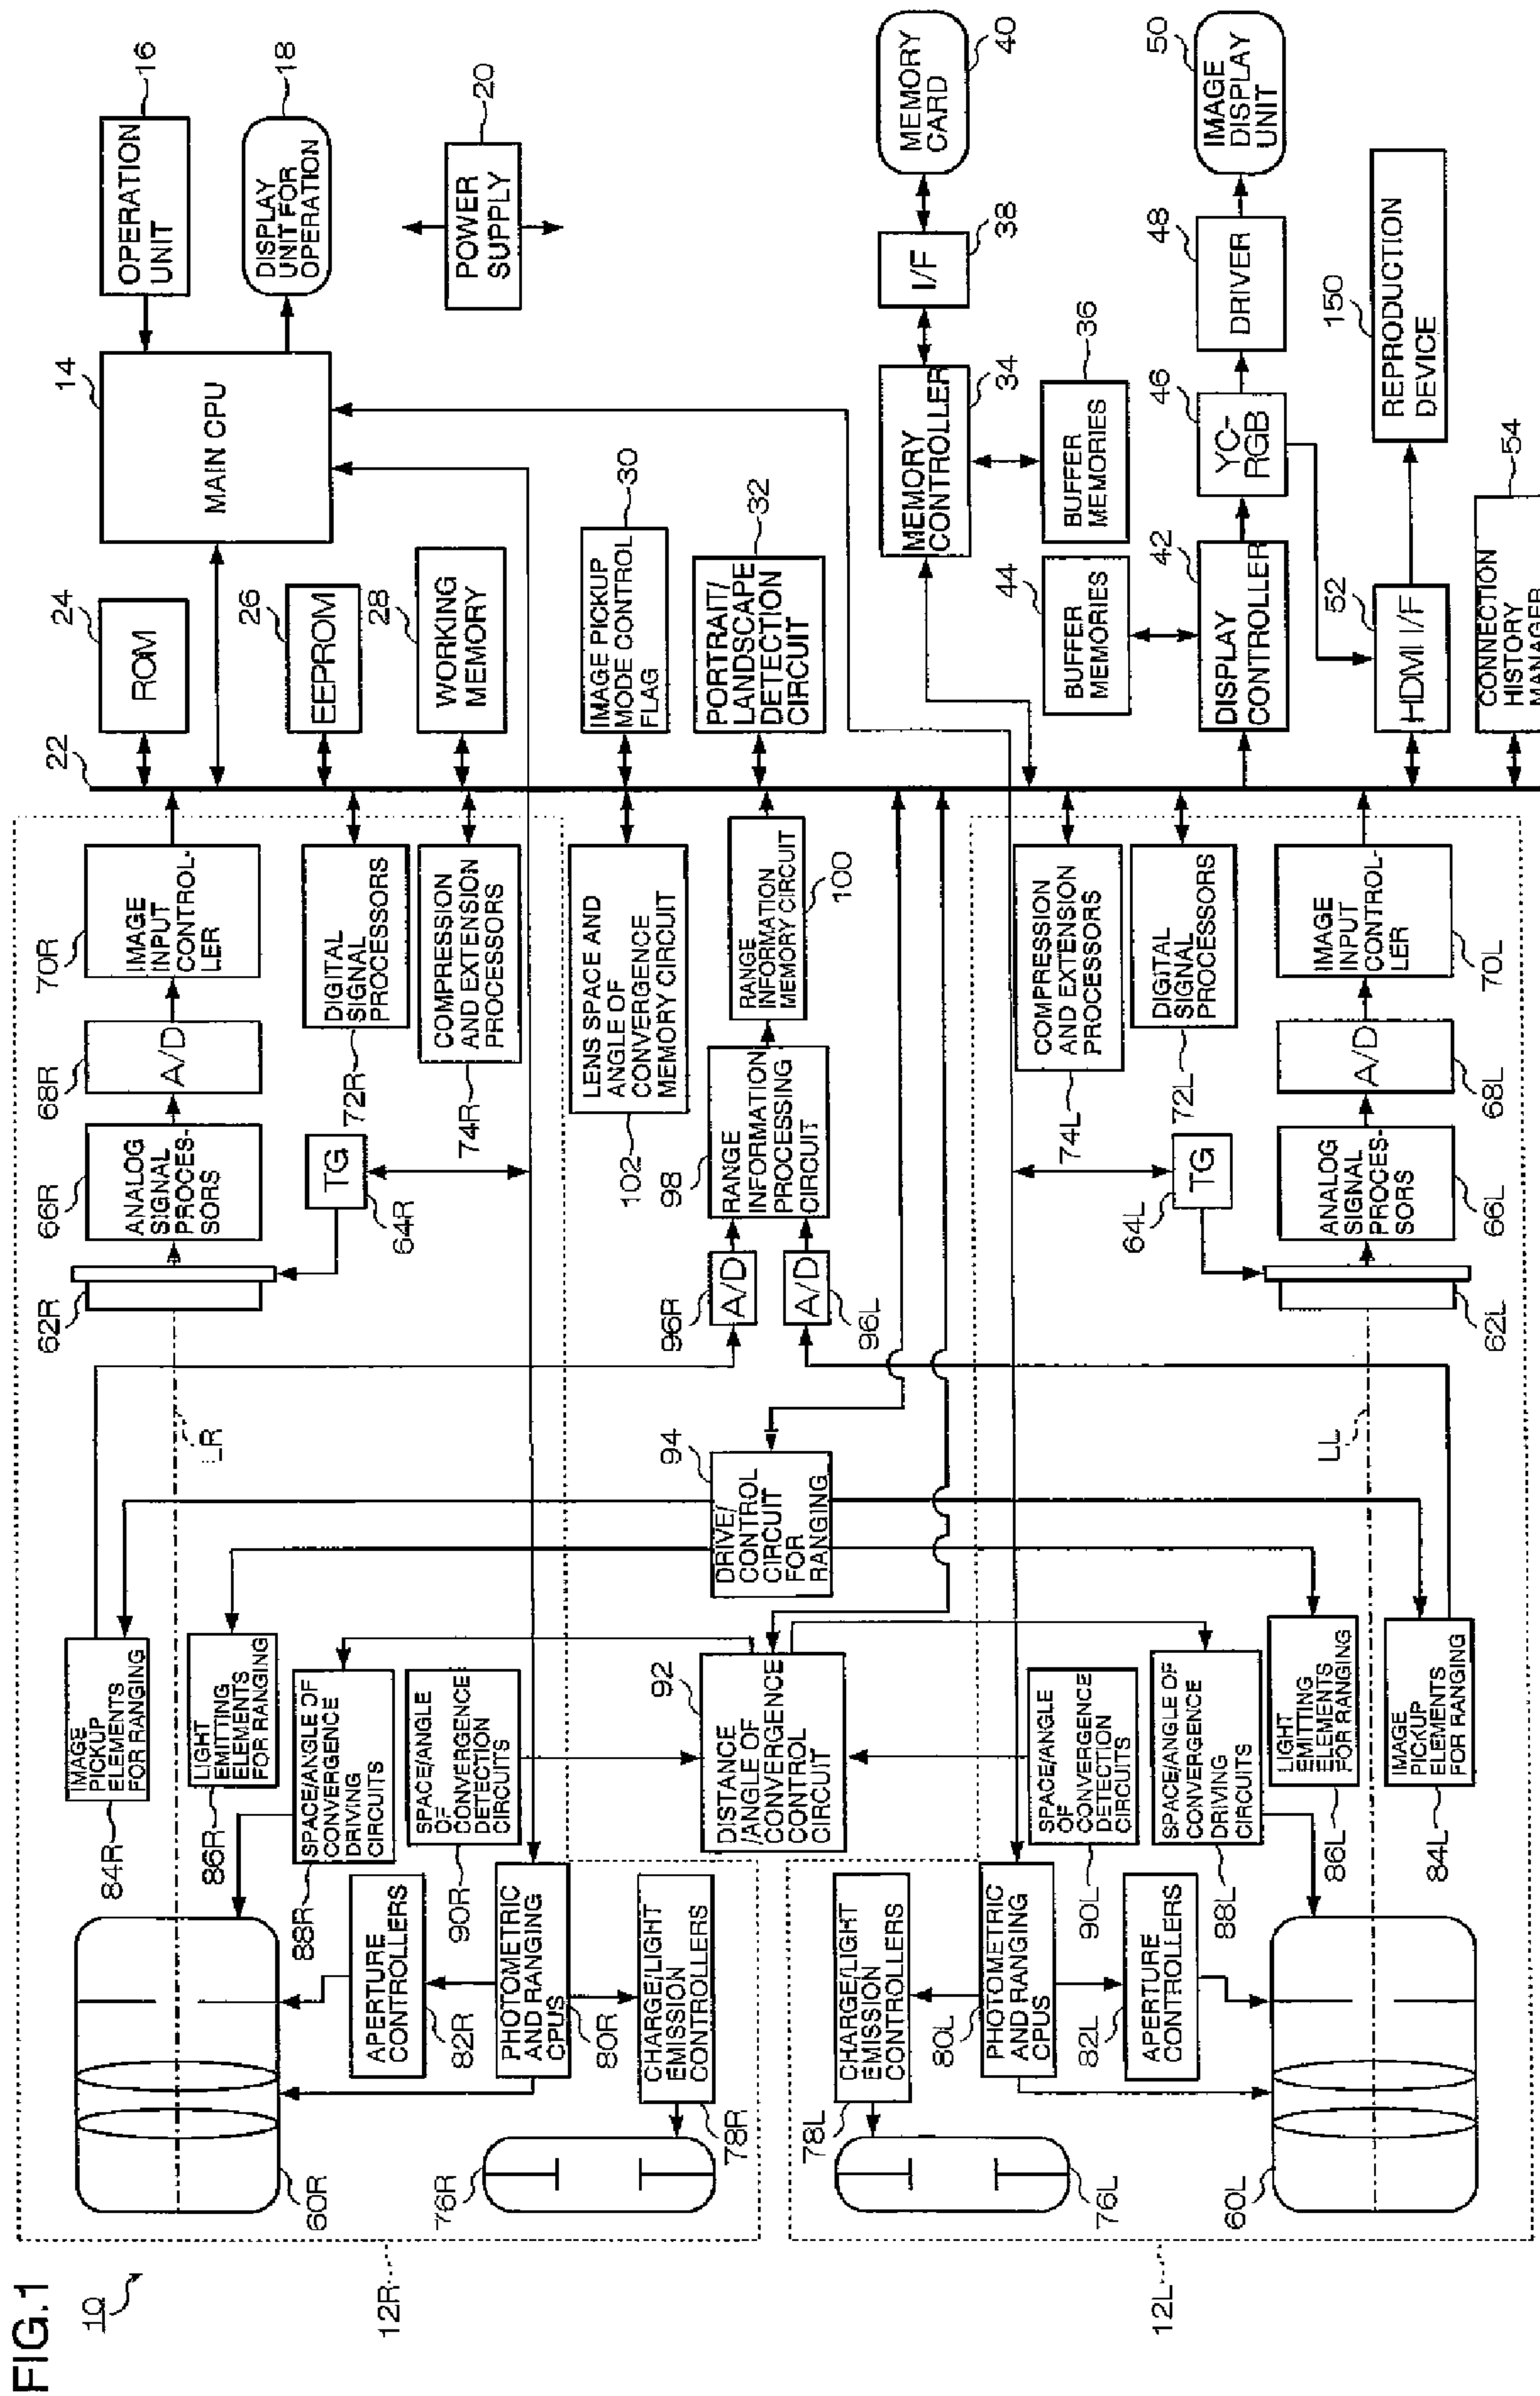 FIG.1
10
12R
12L
60R
76R
78R
CHARGE/LIGHT
EMISSION
CONTROLLERS
80R
PHOTOMETRIC
AND RANGING
CPUS
82R
APERTURE
CONTROLLERS
84R
IMAGE
PICKUP
ELEMENTS
FOR RANGING
86R
LIGHT
EMITTING
ELEMENTS
FOR RANGING
88R
SPACE/ANGLE OF
CONVERGENCE
DRIVING
CIRCUITS
90R
SPACE/ANGLE
OF
CONVERGENCE
DETECTION
CIRCUITS
92
DISTANCE
/ANGLE OF
CONVERGENCE
CONTROL
CIRCUIT
94
DRIVE/
CONTROL
CIRCUIT
FOR
RANGING
LR
62R
64R
TG
66R
ANALOG
SIGNAL
PROCES-
SORS
68R
A/D
70R
IMAGE
INPUT
CONTROL-
LER
72R
DIGITAL
SIGNAL
PROCESSORS
74R
COMPRESSION
AND EXTENSION
PROCESSORS
102
LENS SPACE AND
ANGLE OF
CONVERGENCE
MEMORY CIRCUIT
96R
A/D
96L
A/D
98
RANGE
INFORMATION
PROCESSING
CIRCUIT
100
RANGE
INFORMATION
MEMORY CIRCUIT
60L
76L
78L
CHARGE/LIGHT
EMISSION
CONTROLLERS
80L
PHOTOMETRIC
AND RANGING
CPUS
82L
APERTURE
CONTROLLERS
90L
SPACE/ANGLE
OF
CONVERGENCE
DETECTION
CIRCUITS
88L
SPACE/ANGLE OF
CONVERGENCE
DRIVING
CIRCUITS
86L
LIGHT
EMITTING
ELEMENTS
FOR RANGING
84L
IMAGE
PICKUP
ELEMENTS
FOR RANGING
LL
62L
64L
TG
66L
ANALOG
SIGNAL
PROCES-
SORS
68L
A/D
70L
IMAGE
INPUT
CONTROL-
LER
72L
DIGITAL
SIGNAL
PROCESSORS
74L
COMPRESSION
AND EXTENSION
PROCESSORS
22
24
ROM
26
EEPROM
28
WORKING
MEMORY
30
IMAGE PICKUP
MODE CONTROL
FLAG
32
PORTRAIT/
LANDSCAPE
DETECTION
CIRCUIT
14
MAIN CPU
16
OPERATION
UNIT
18
DISPLAY
UNIT FOR
OPERATION
20
POWER
SUPPLY
34
MEMORY
CONTROLLER
36
BUFFER
MEMORIES
38
I/F
40
MEMORY
CARD
42
DISPLAY
CONTROLLER
44
BUFFER
MEMORIES
46
YC-
RGB
48
DRIVER
50
IMAGE
DISPLAY
UNIT
52
HDMI I/F
150
REPRODUCTION
DEVICE
54
CONNECTION
HISTORY
MANAGER